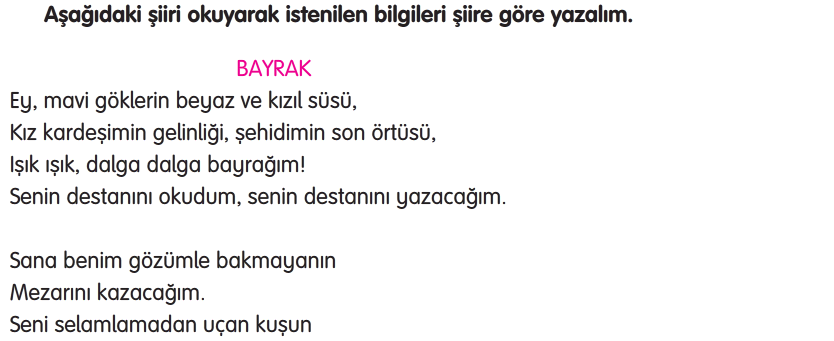 Aşağıdaki şiiri okuyarak istenilen bilgileri şiire göre yazalım.
BAYRAK
Ey, mavi göklerin beyaz ve kızıl süsü,
Kız kardeşimin gelinliği, şehidimin son örtüsü,
Işık ışık, dalga dalga bayrağım!
Senin destanını okudum, senin destanını yazacağım.
Sana benim gözümle bakmayanın
Mezarını kazacağım.
Seni selamlamadan uçan kuşun